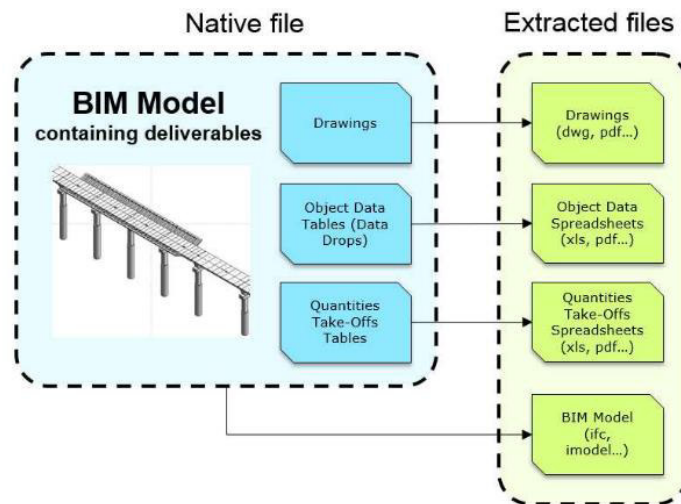 Native file
Extracted files
BIM Model
containing deliverables
Drawings
Object Data
Tables (Data
Drops)
Quantities
Take-Offs
Tables
Drawings
(dwg, pdf...)
Object Data
Spreadsheets
(xls, pdf...)
Quantities
Take-Offs
Spreadsheets
(xls, pdf...)
BIM Model
(ifc,
imodel...)